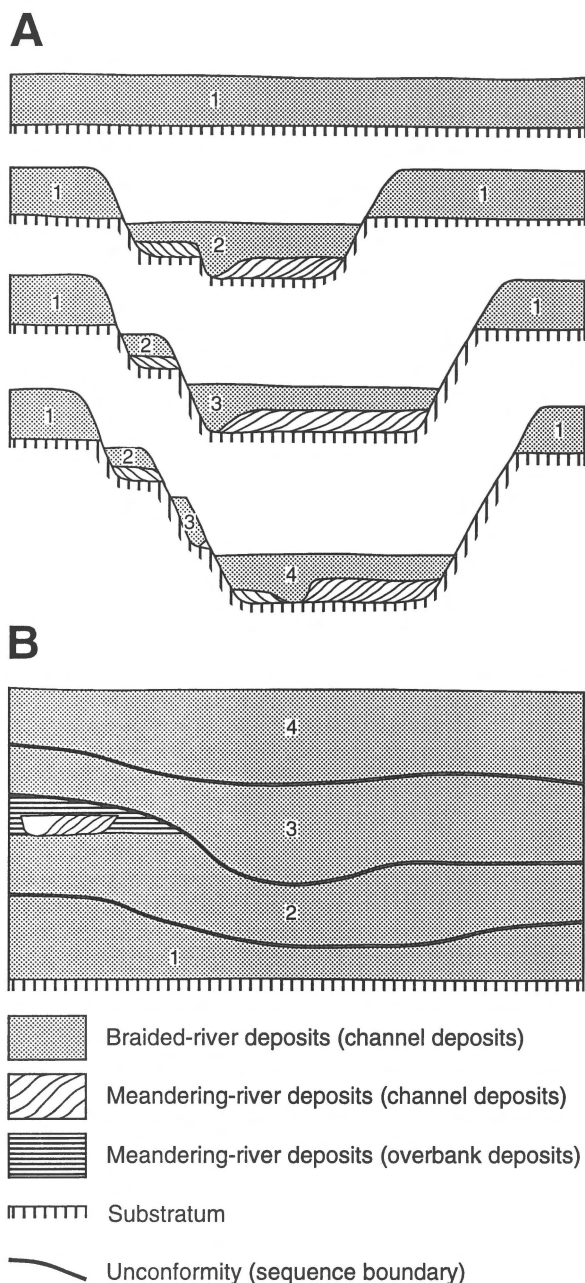 A
1
1
2
1
1
2
3
1
1
2
3
4
1
B
4
3
2
1
Braided-river deposits (channel deposits)
Meandering-river deposits (channel deposits)
Meandering-river deposits (overbank deposits)
Substratum
Unconformity (sequence boundary)